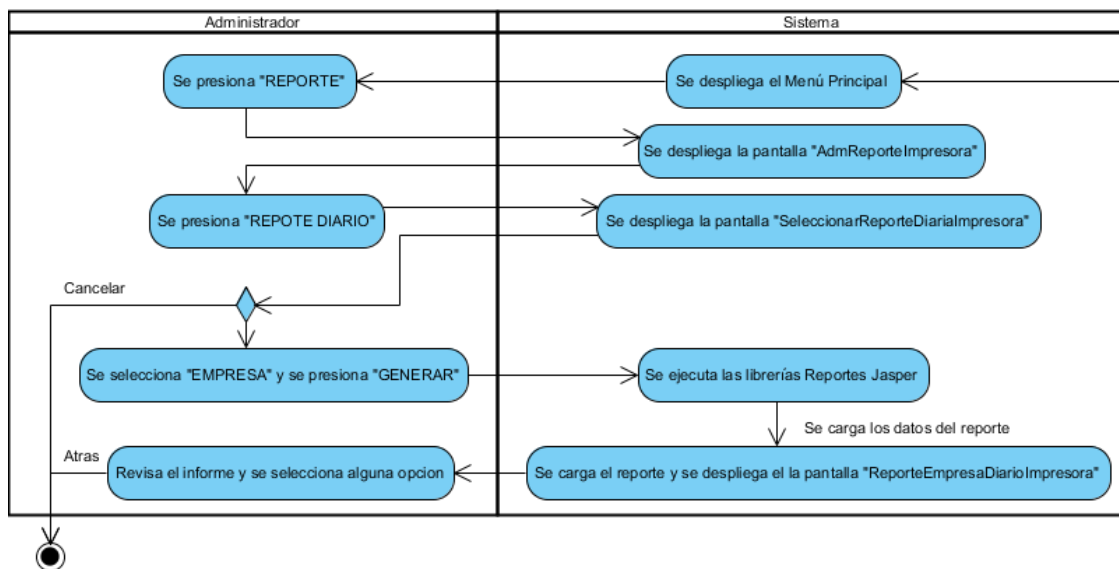 Administrador
Sistema
Se presiona "REPORTE"
Se despliega el Menú Principal
Se despliega la pantalla "AdmReporteImpresora"
Se presiona "REPOTE DIARIO"
Se despliega la pantalla "SeleccionarReporteDiariaImpresora"
Cancelar
Se selecciona "EMPRESA" y se presiona "GENERAR"
Se ejecuta las librerías Reportes Jasper
Se carga los datos del reporte
Atras
Revisa el informe y se selecciona alguna opcion
Se carga el reporte y se despliega el la pantalla "ReporteEmpresaDiarioImpresora"